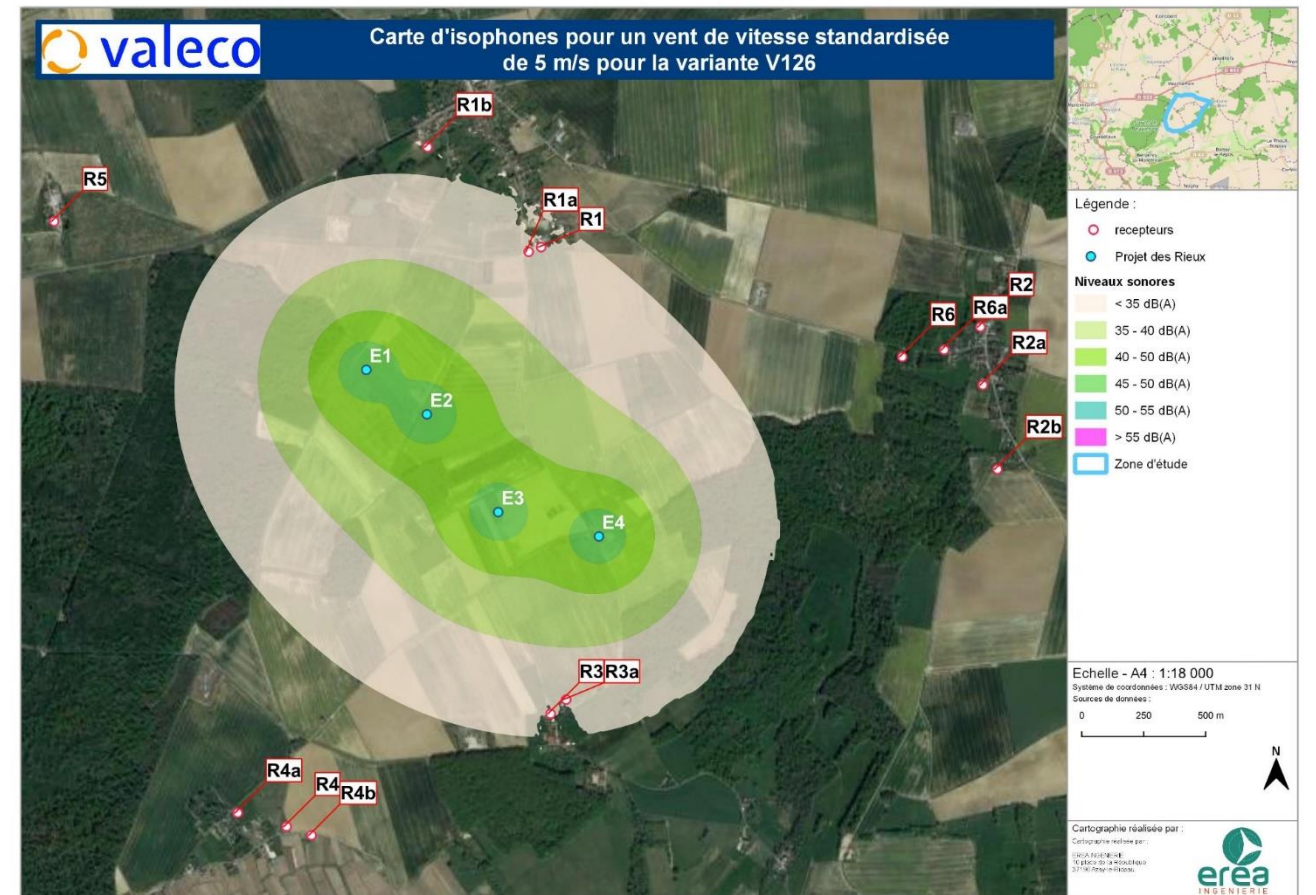 valeco
Carte d'isophones pour un vent de vitesse standardisée
de 5 m/s pour la variante V126
R1b
R5
R1a
R1
R2
R6a
R6
R2a
R2b
E1
E2
E3
E4
R3
R3a
R4a
R4
R4b
Légende :
recepteurs
Projet des Rieux
Niveaux sonores
< 35 dB(A)
35 - 40 dB(A)
40 - 50 dB(A)
45 - 50 dB(A)
50 - 55 dB(A)
> 55 dB(A)
Zone d'étude
Echelle - A4 : 1:18 000
Système de coordonnées : WGS84 / UTM zone 31 N
Sources de données :
0 250 500 m
N
Cartographie réalisée par :
Cartographie réalisée par :
erea
INGENIERIE